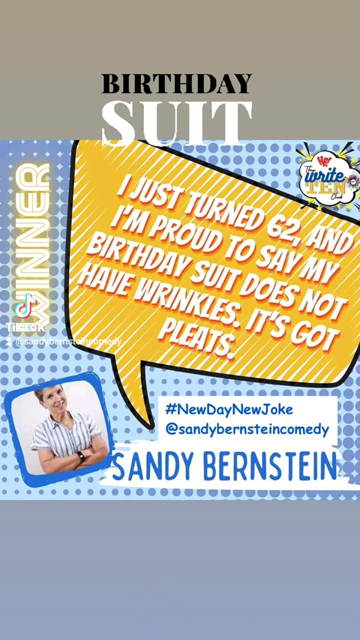 BIRTHDAY
SUIT
WINNER
The
Write
TEN
I JUST TURNED 62, AND
I'M PROUD TO SAY MY
BIRTHDAY SUIT DOES NOT
HAVE WRINKLES. IT'S GOT
PLEATS.
TikTok
@sandybernsteincomedy
#NewDayNewJoke
@sandybernsteincomedy
SANDY BERNSTEIN